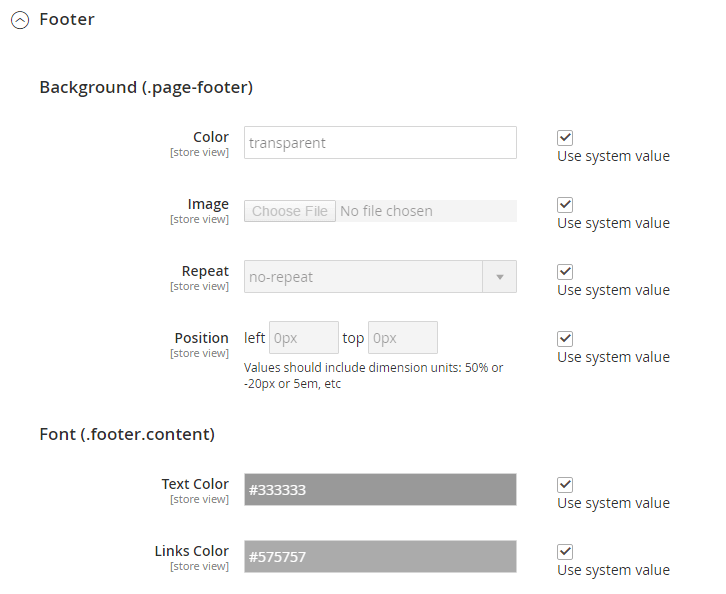 Footer
Background (.page-footer)
Color
[store view]
transparent
Use system value
Image
[store view]
Choose File No file chosen
Use system value
Repeat
[store view]
no-repeat
Use system value
Position
[store view]
left 0px top 0px
Values should include dimension units: 50% or
-20px or 5em, etc
Use system value
Font (.footer.content)
Text Color
[store view]
#333333
Use system value
Links Color
[store view]
#575757
Use system value